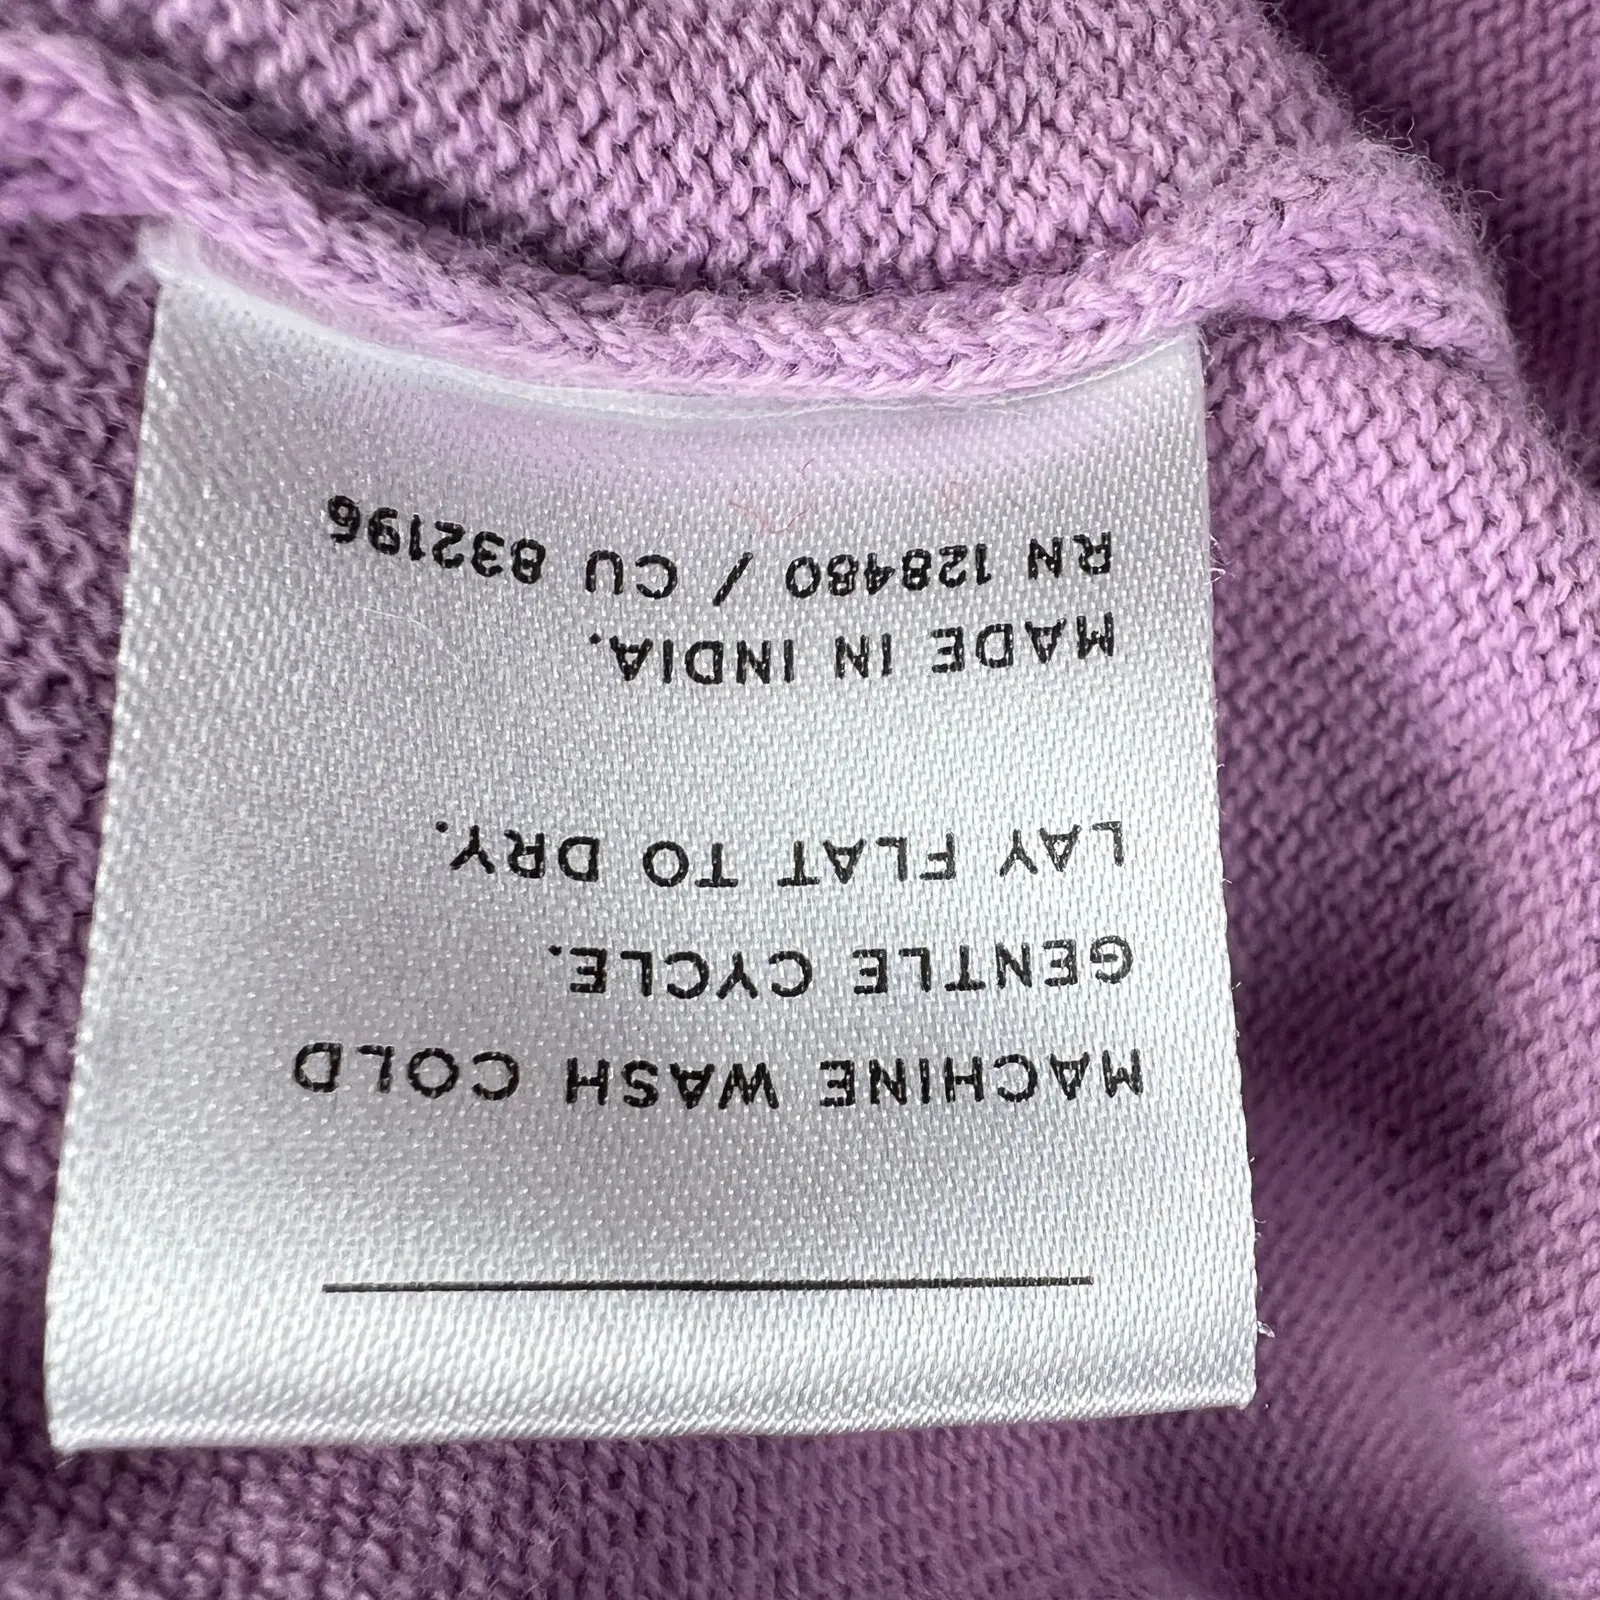 MACHINE WASH COLD
GENTLE CYCLE.
LAY FLAT TO DRY.
MADE IN INDIA.
RN 128480 / CU 832196